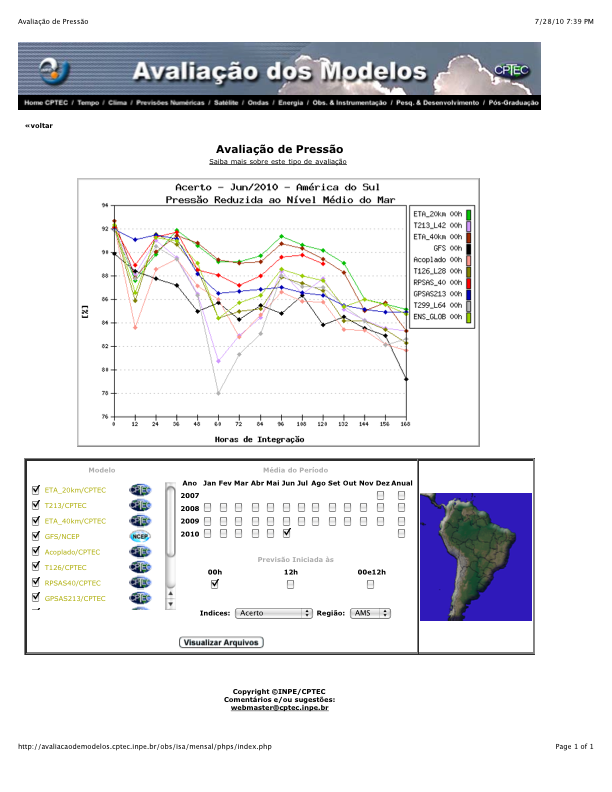 Avaliação de Pressão 7/28/10 7:39 PM
Avaliação dos Modelos CPTEC
Home CPTEC / Tempo / Clima / Previsões Numéricas / Satélite / Ondas / Energia / Obs. & Instrumentação / Pesq. & Desenvolvimento / Pós-Graduação
«voltar
Avaliação de Pressão
Saiba mais sobre este tipo de avaliação
Acerto - Jun/2010 - América do Sul
Pressão Reduzida ao Nível Médio do Mar
94
92
90
88
86
84
82
80
78
76
[%]
0 12 24 36 48 60 72 84 96 108 120 132 144 156 168
Horas de Integração
ETA_20km 00h
T213_L42 00h
ETA_40km 00h
GFS 00h
Acoplado 00h
T126_L28 00h
RPSAS_40 00h
GPSAS213 00h
T299_L64 00h
ENS_GLOB 00h
Modelo
ETA_20km/CPTEC CPTEC
T213/CPTEC CPTEC
ETA_40km/CPTEC CPTEC
GFS/NCEP NCEP
Acoplado/CPTEC CPTEC
T126/CPTEC CPTEC
RPSAS40/CPTEC CPTEC
GPSAS213/CPTEC CPTEC
Média do Período
Ano Jan Fev Mar Abr Mai Jun Jul Ago Set Out Nov Dez Anual
2007
2008
2009
2010
Previsão Iniciada às
00h 12h 00e12h
Indices: Acerto Região: AMS
Visualizar Arquivos
Copyright ©INPE/CPTEC
Comentários e/ou sugestões:
webmaster@cptec.inpe.br
http://avaliacaodemodelos.cptec.inpe.br/obs/isa/mensal/phps/index.php Page 1 of 1